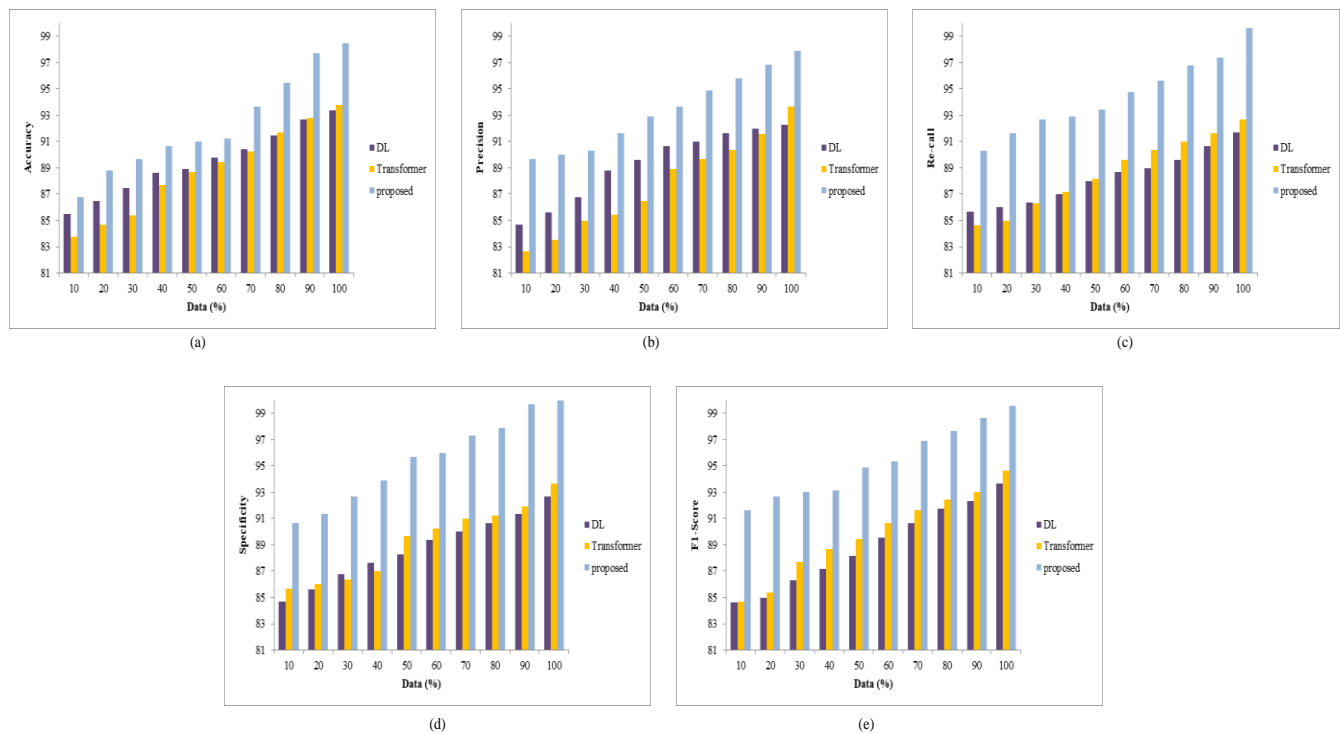 99
97
95
93
91
89
87
85
83
81
Accuracy
10 20 30 40 50 60 70 80 90 100
Data (%)
DL
Transformer
proposed
(a)
99
97
95
93
91
89
87
85
83
81
Precision
10 20 30 40 50 60 70 80 90 100
Data (%)
DL
Transformer
proposed
(b)
99
97
95
93
91
89
87
85
83
81
Re-call
10 20 30 40 50 60 70 80 90 100
Data (%)
DL
Transformer
proposed
(c)
99
97
95
93
91
89
87
85
83
81
Specificity
10 20 30 40 50 60 70 80 90 100
Data (%)
DL
Transformer
proposed
(d)
99
97
95
93
91
89
87
85
83
81
F1-Score
10 20 30 40 50 60 70 80 90 100
Data (%)
DL
Transformer
proposed
(e)